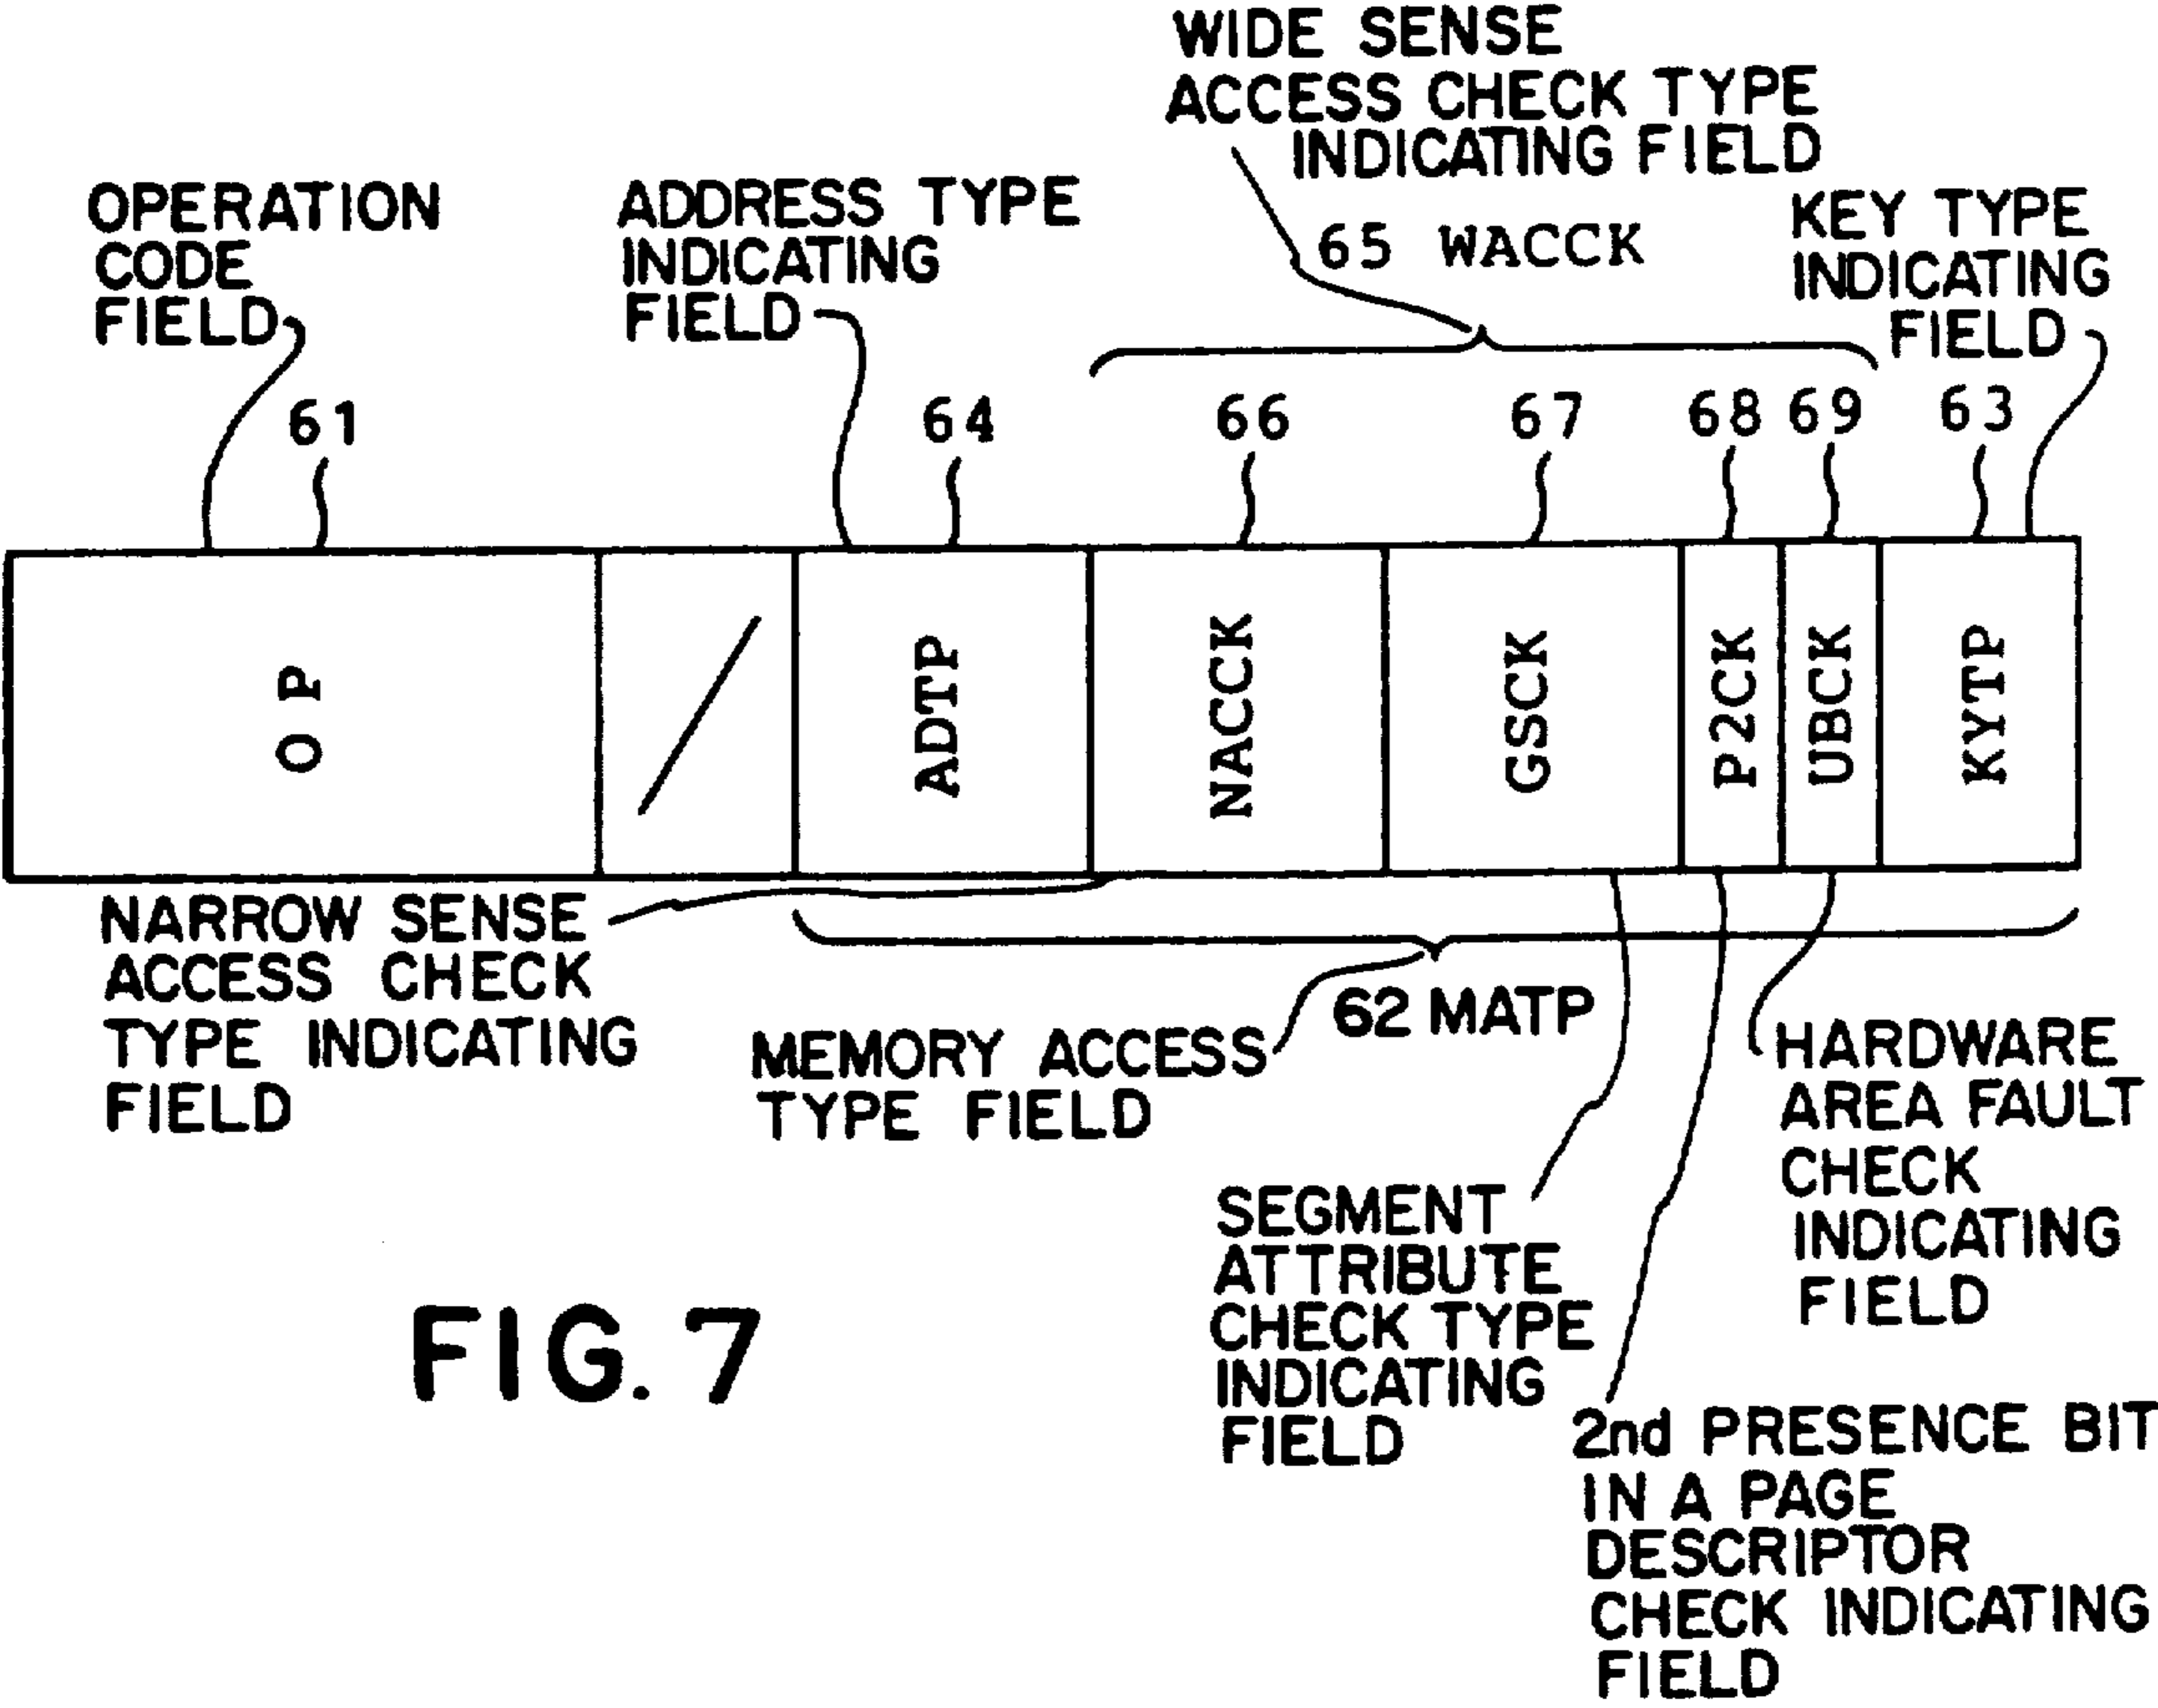 WIDE SENSE
ACCESS CHECK TYPE
INDICATING FIELD
65 WACCK
OPERATION
CODE
FIELD
ADDRESS TYPE
INDICATING
FIELD
KEY TYPE
INDICATING
FIELD
61
64
66
67
68
69
63
OP
ADTP
NACCK
GSCK
P2CK
UBCK
KYTP
NARROW SENSE
ACCESS CHECK
TYPE INDICATING
FIELD
62 MATP
MEMORY ACCESS
TYPE FIELD
HARDWARE
AREA FAULT
CHECK
INDICATING
FIELD
SEGMENT
ATTRIBUTE
CHECK TYPE
INDICATING
FIELD
2nd PRESENCE BIT
IN A PAGE
DESCRIPTOR
CHECK INDICATING
FIELD
FIG. 7